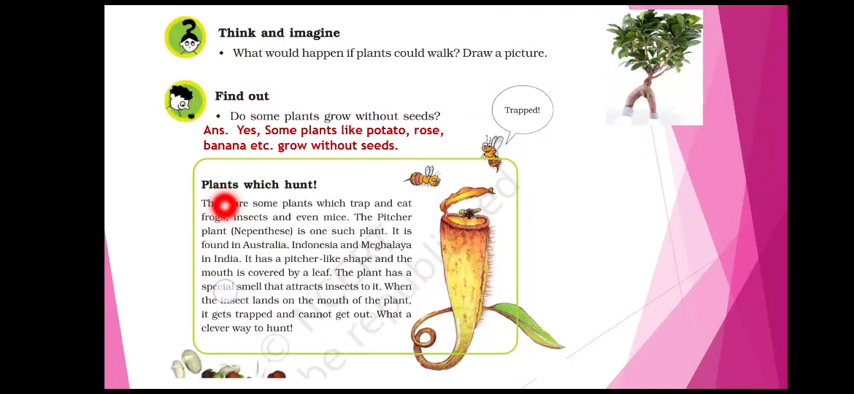 Think and imagine
• What would happen if plants could walk? Draw a picture.
Find out
• Do some plants grow without seeds?
Trapped!
Ans. Yes, Some plants like potato, rose,
banana etc. grow without seeds.
Plants which hunt!
are some plants which trap and eat
frogs, insects and even mice. The Pitcher
plant (Nepenthese) is one such plant. It is
found in Australia, Indonesia and Meghalaya
in India. It has a pitcher-like shape and the
mouth is covered by a leaf. The plant has a
special smell that attracts insects to it. When
the insect lands on the mouth of the plant,
it gets trapped and cannot get out. What a
clever way to hunt!